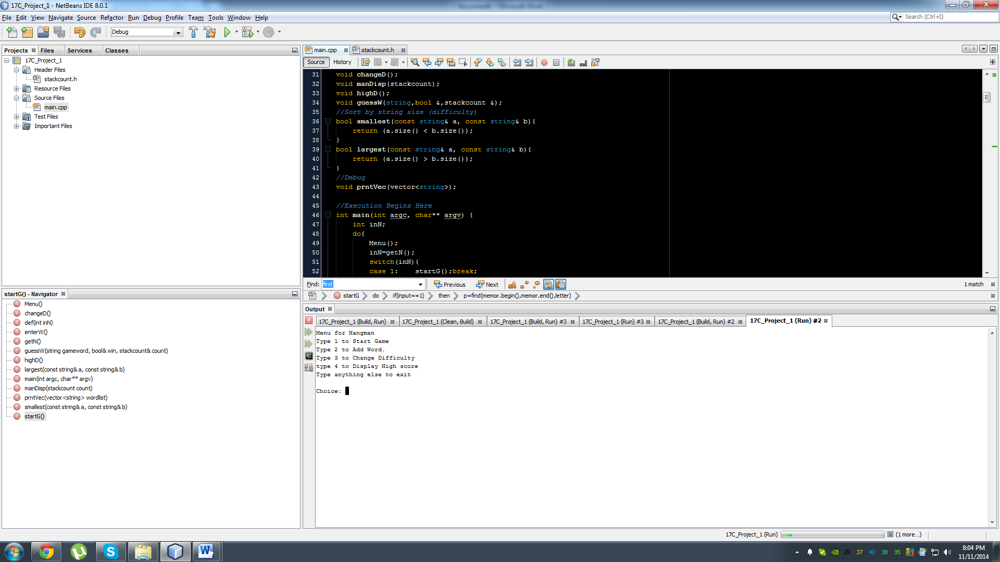 17C_Project_1 - NetBeans IDE 8.0.1
File Edit View Navigate Source Refactor Run Debug Profile Team Tools Window Help
Search (Ctrl+I)
Debug
Projects Files Services Classes
17C_Project_1
Header Files
stackcount.h
Resource Files
Source Files
main.cpp
Test Files
Important Files
startG() - Navigator
Menu()
changeD()
def(int inN)
enterW()
getN()
guessW(string gameword, bool& win, stackcount& count)
highD()
largest(const string& a, const string& b)
main(int argc, char** argv)
manDisp(stackcount count)
prntVec(vector<string> wordlist)
smallest(const string& a, const string& b)
startG()
main.cpp stackcount.h
Source History
31 void changeD();
32 void manDisp(stackcount);
33 void highD();
34 void guessW(string,bool &,stackcount &);
35 //Sort by string size (difficulty)
36 bool smallest(const string& a, const string& b){
37 return (a.size() < b.size());
38 }
39 bool largest(const string& a, const string& b){
40 return (a.size() > b.size());
41 }
42 //Debug
43 void prntVec(vector<string>);
44
45 //Execution Begins Here
46 int main(int argc, char** argv) {
47 int inN;
48 do{
49 Menu();
50 inN=getN();
51 switch(inN){
52 case 1: startG();break;
Find: find Previous Next 1 match
startG do if(input==1) then p=find(memor.begin(),memor.end(),letter)
Output
17C_Project_1 (Build, Run) 17C_Project_1 (Clean, Build) 17C_Project_1 (Build, Run) #3 17C_Project_1 (Run) #3 17C_Project_1 (Build, Run) #2 17C_Project_1 (Run) #2
Menu for Hangman
Type 1 to Start Game
Type 2 to Add Word.
Type 3 to Change Difficulty
type 4 to Display High score
Type anything else to exit
Choice:
17C_Project_1 (Run) (1 more...)
29 37 40 38 35
8:04 PM
11/11/2014